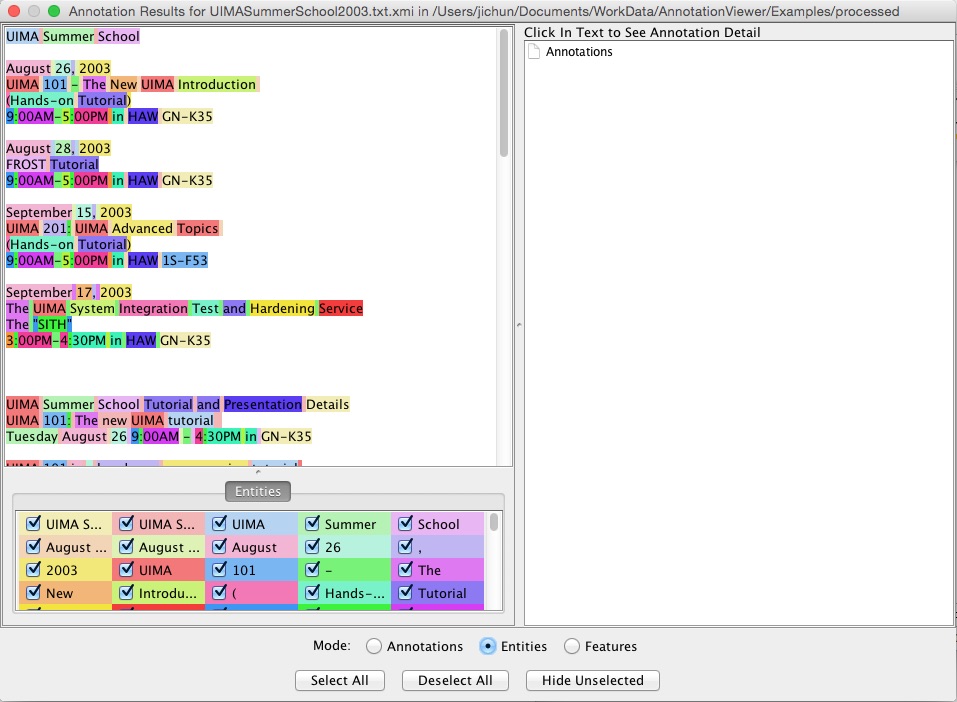 Annotation Results for UIMASummerSchool2003.txt.xmi in /Users/jichun/Documents/WorkData/AnnotationViewer/Examples/processed
UIMA Summer School
August 26, 2003
UIMA 101 - The New UIMA Introduction
(Hands-on Tutorial)
9:00AM-5:00PM in HAW GN-K35
August 28, 2003
FROST Tutorial
9:00AM-5:00PM in HAW GN-K35
September 15, 2003
UIMA 201: UIMA Advanced Topics
(Hands-on Tutorial)
9:00AM-5:00PM in HAW 1S-F53
September 17, 2003
The UIMA System Integration Test and Hardening Service
The "SITH"
3:00PM-4:30PM in HAW GN-K35
UIMA Summer School Tutorial and Presentation Details
UIMA 101: The new UIMA tutorial
Tuesday August 26 9:00AM - 4:30PM in GN-K35
Click In Text to See Annotation Detail
Annotations
Entities
UIMA S... UIMA S... UIMA Summer School
August ... August ... August 26 ,
2003 UIMA 101 - The
New Introdu... ( Hands-... Tutorial
Mode: Annotations Entities Features
Select All Deselect All Hide Unselected